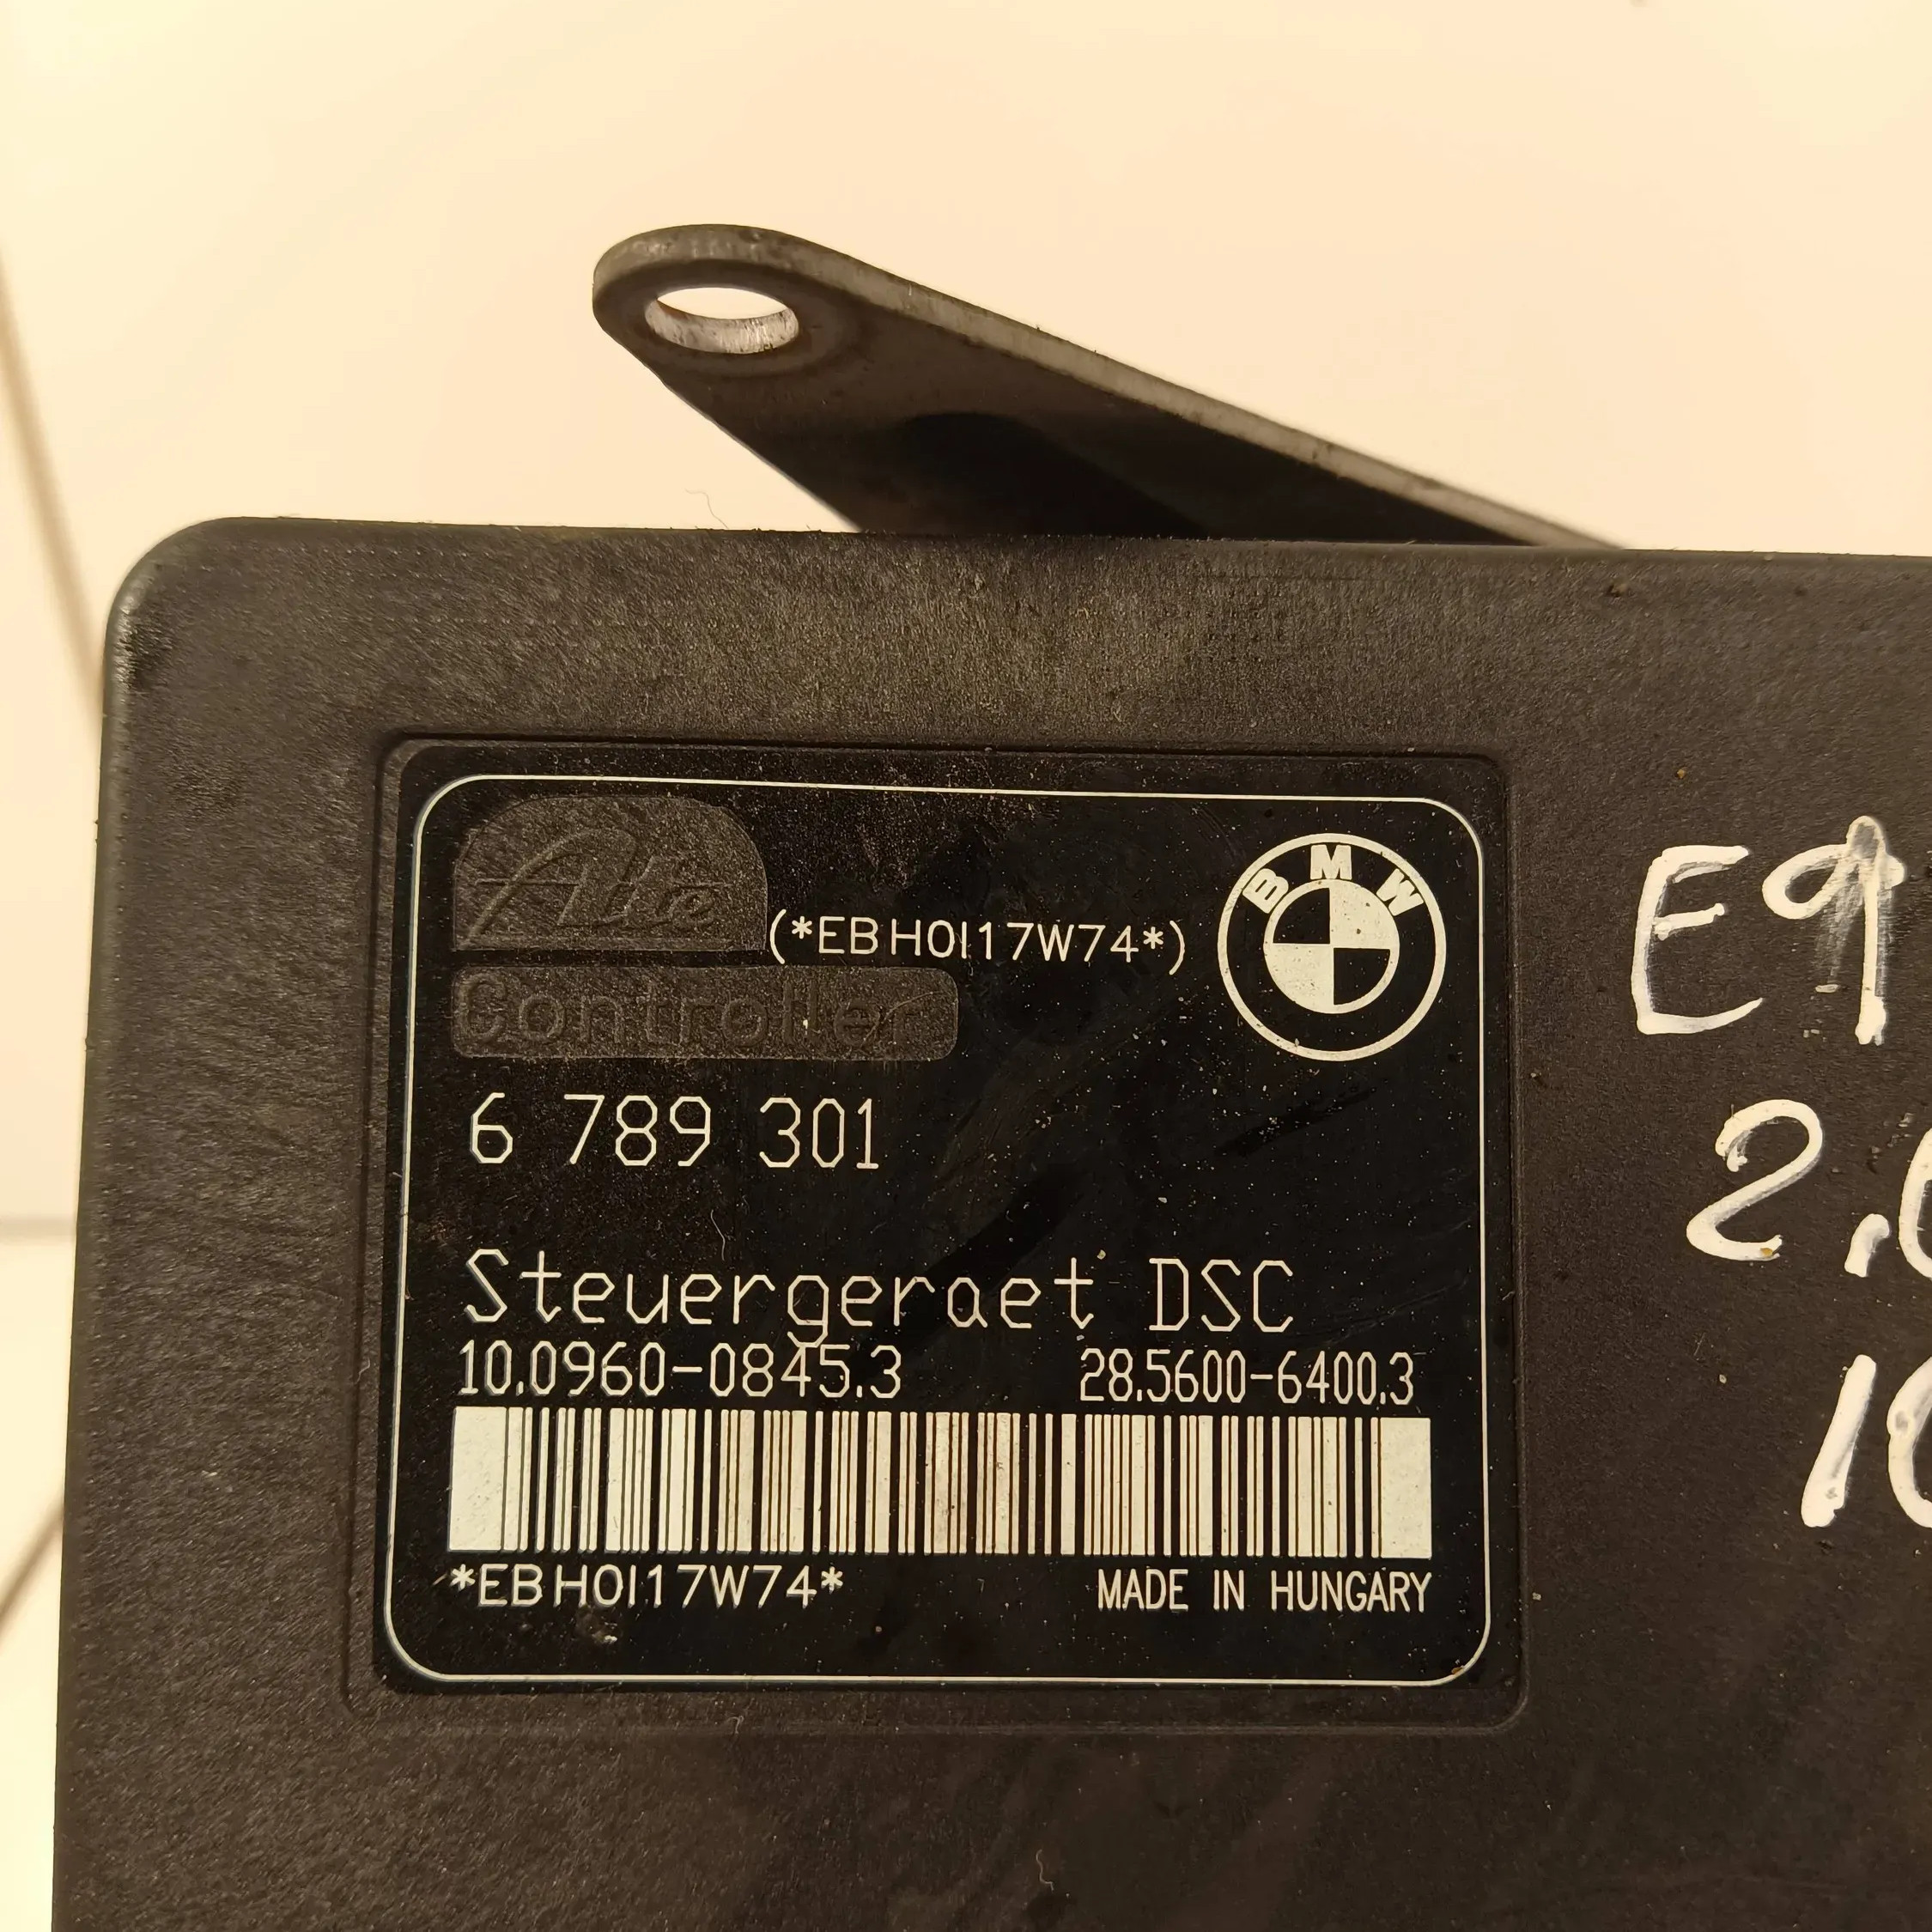 Ate
(*EBH0I17W74*)
BMW
Controller
6 789 301
Steuergeraet DSC
10.0960-0845.3 28.5600-6400.3
*EBH0I17W74* MADE IN HUNGARY
E9
2,
10